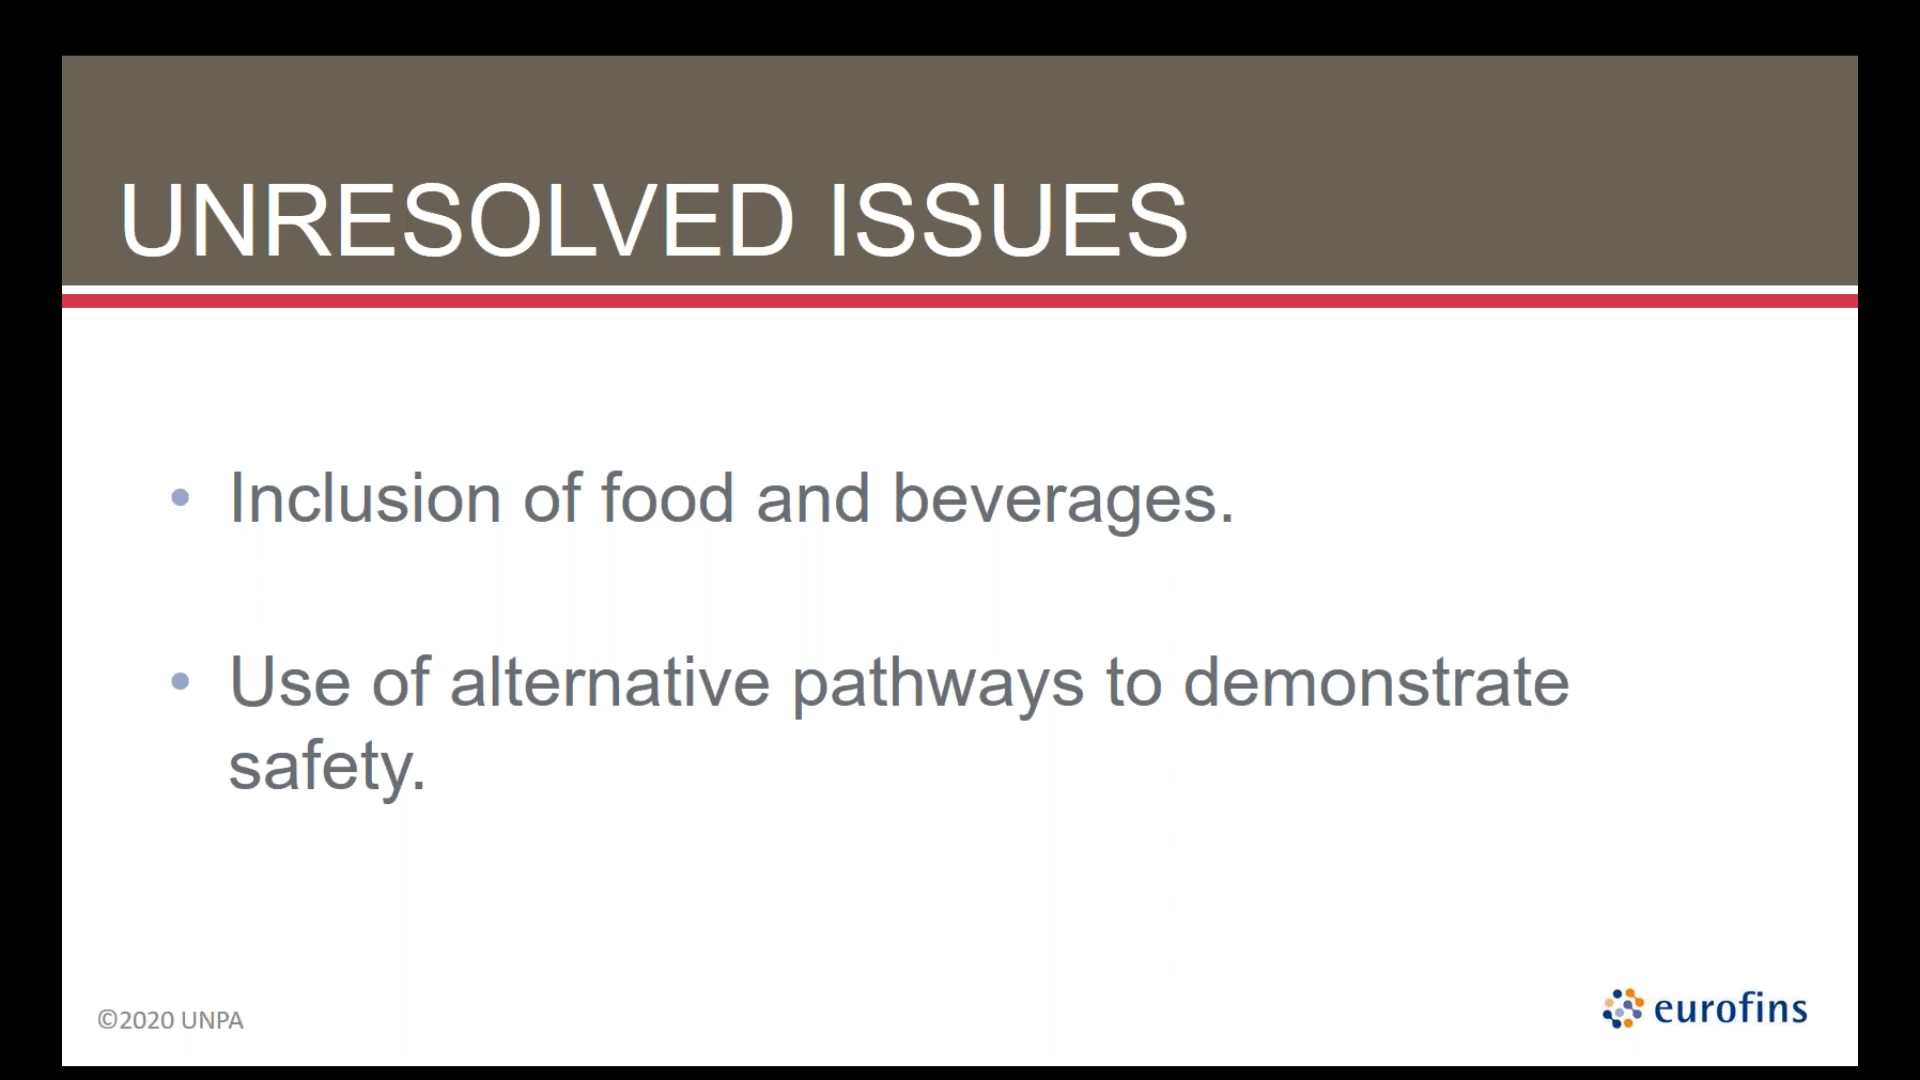 UNRESOLVED ISSUES
• Inclusion of food and beverages.
• Use of alternative pathways to demonstrate
safety.
©2020 UNPA
eurofins